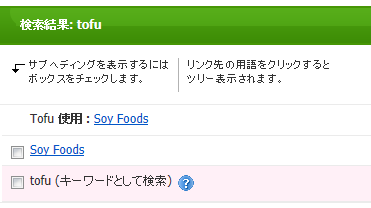 検索結果: tofu
サブヘディングを表示するには
ボックスをチェックします。
リンク先の用語をクリックすると
ツリー表示されます。
Tofu 使用 : Soy Foods
Soy Foods
tofu (キーワードとして検索) ?